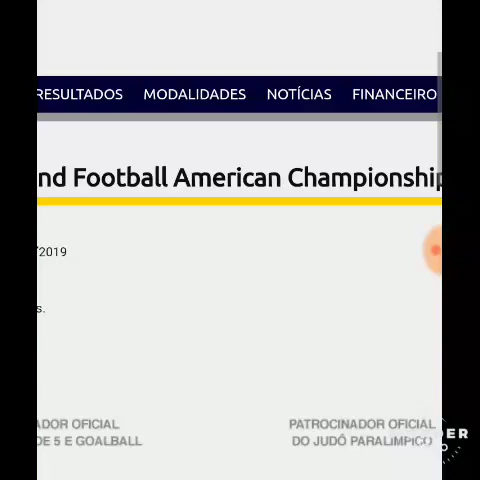 RESULTADOS MODALIDADES NOTÍCIAS FINANCEIRO
nd Football American Championship
/2019
s.
ADOR OFICIAL
DE 5 E GOALBALL
PATROCINADOR OFICIAL
DO JUDÔ PARALÍMPICO
DER
O